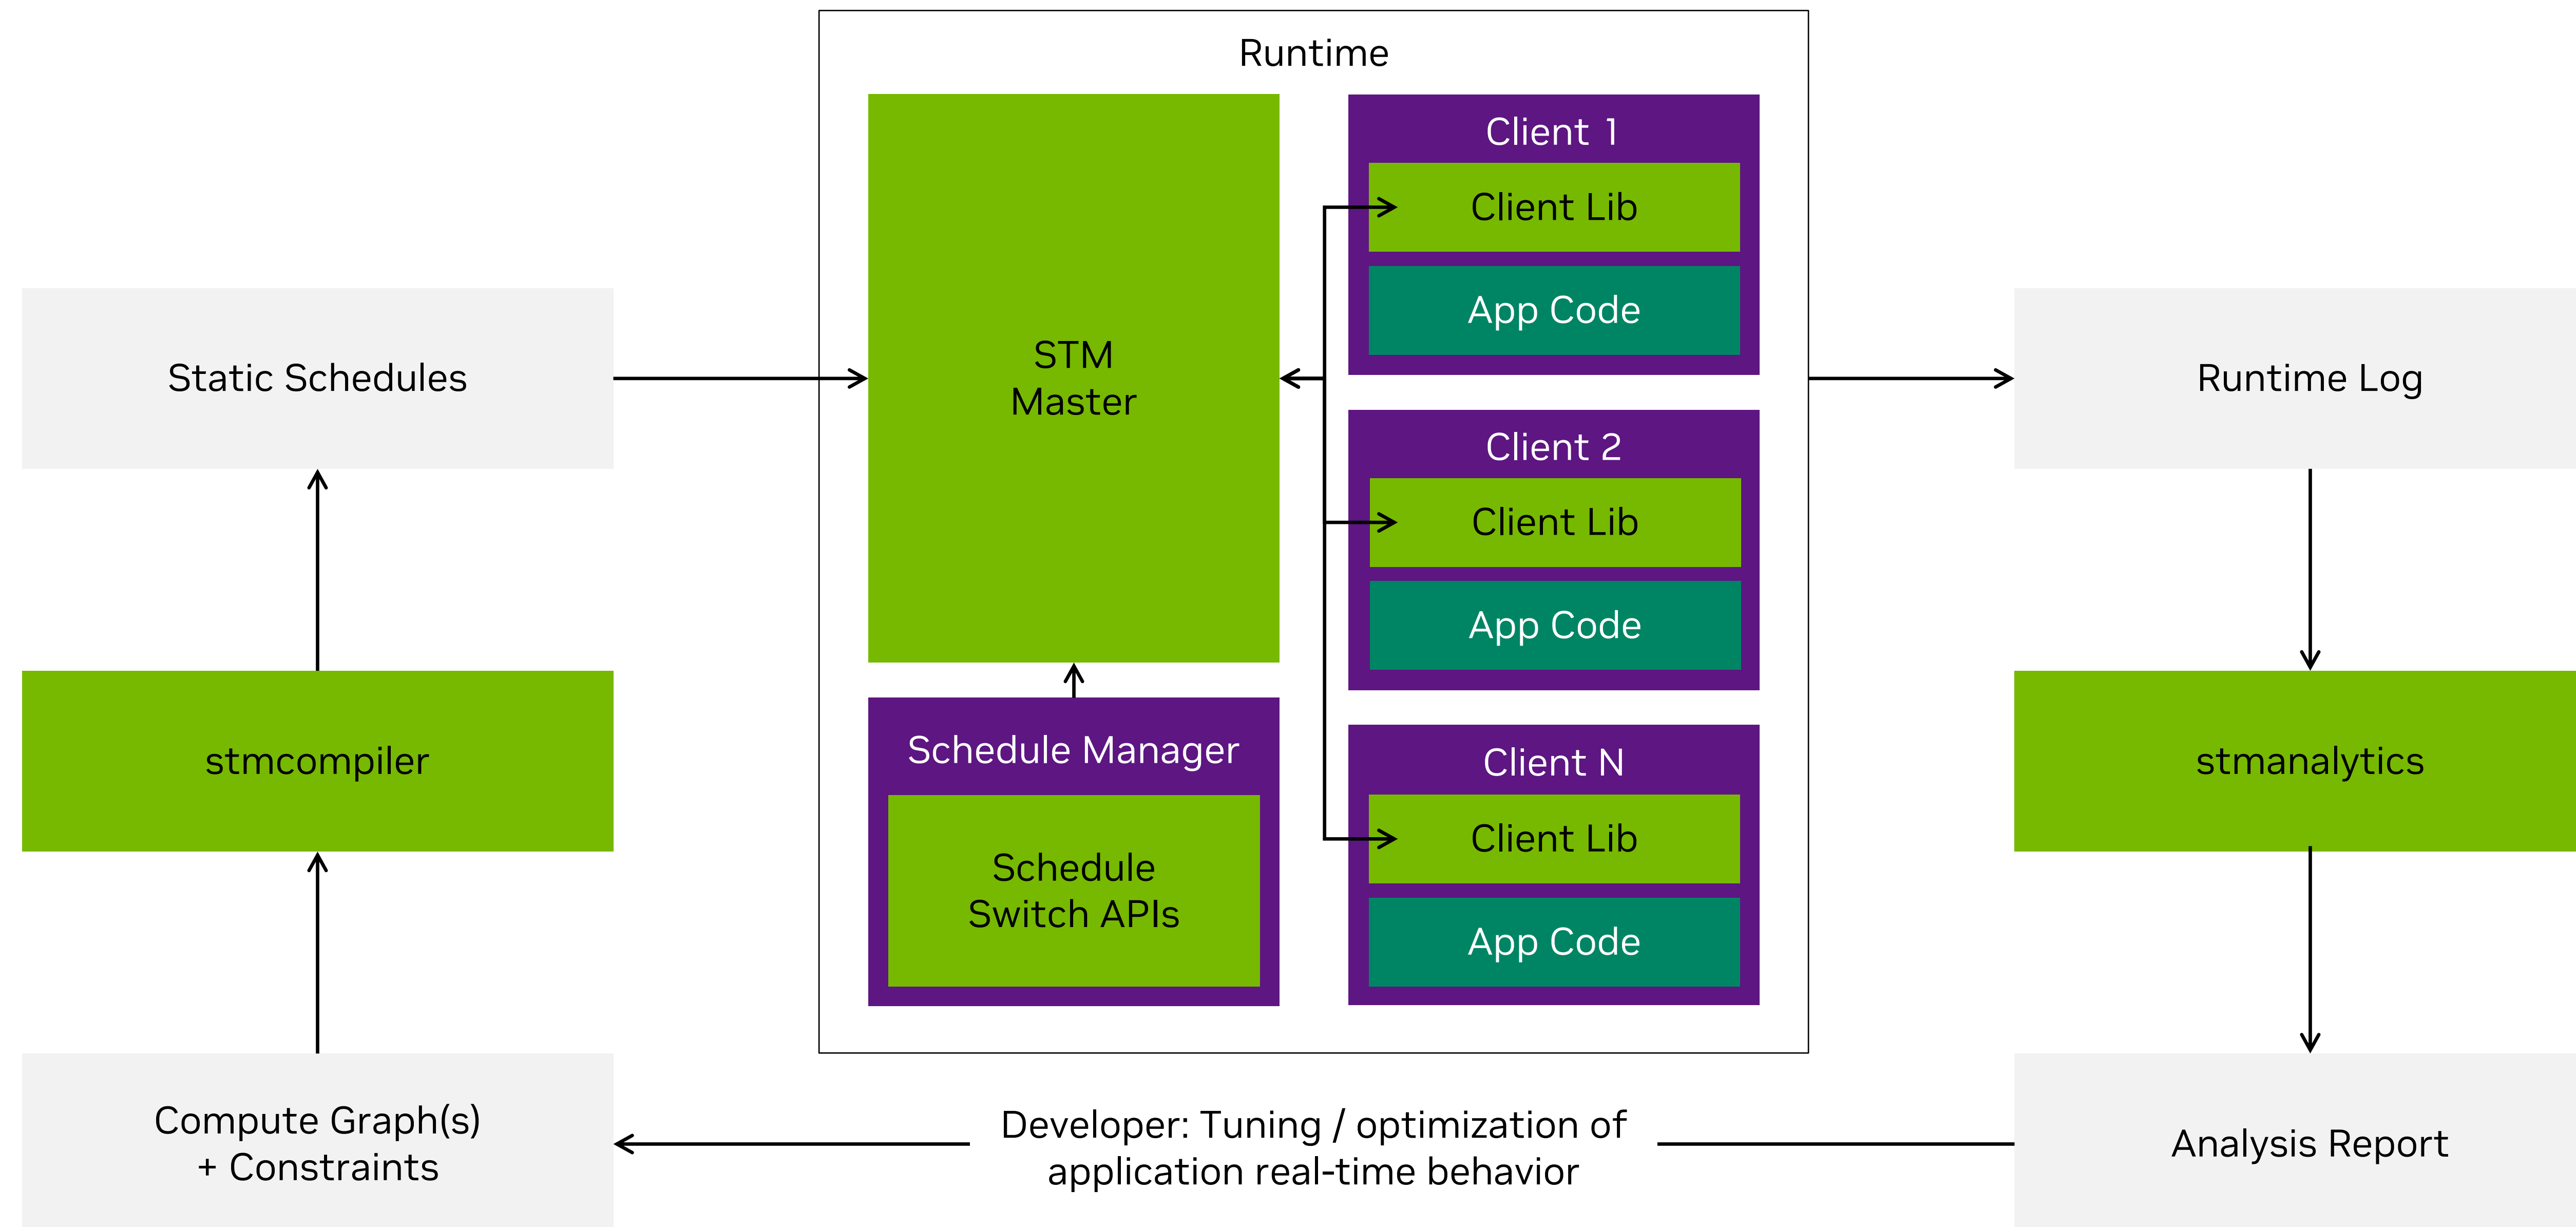 Runtime
Static Schedules
stmcompiler
Compute Graph(s)
+ Constraints
STM
Master
Schedule Manager
Schedule
Switch APIs
Client 1
Client Lib
App Code
Client 2
Client Lib
App Code
Client N
Client Lib
App Code
Runtime Log
stmanalytics
Analysis Report
Developer: Tuning / optimization of
application real-time behavior